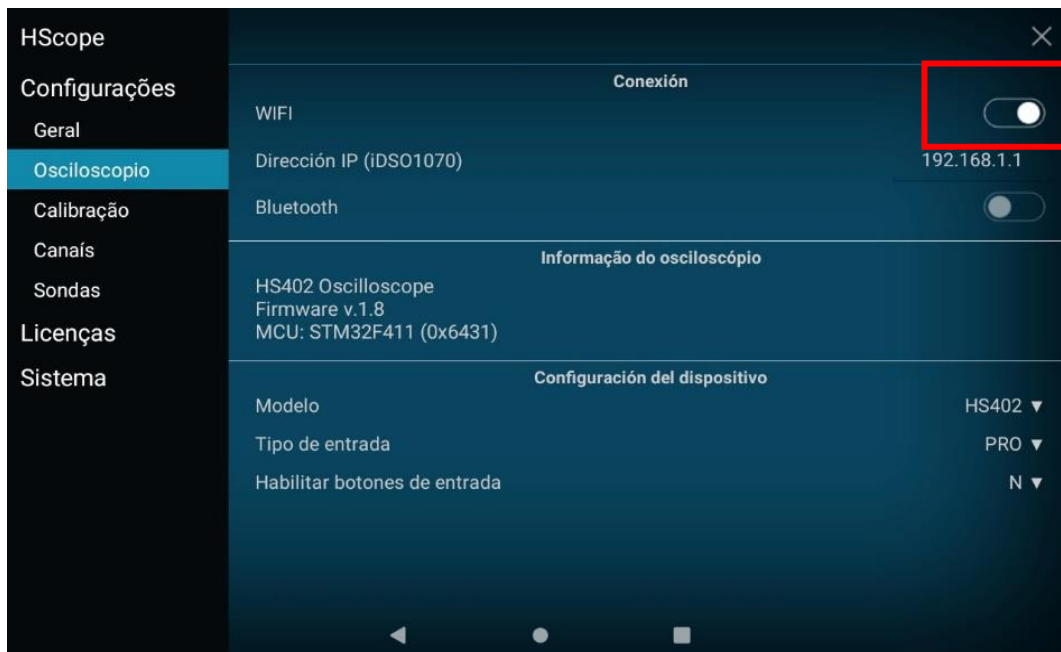 HScope
Configurações
Geral
Osciloscopio
Calibração
Canaís
Sondas
Licenças
Sistema
Conexión
WIFI
Dirección IP (iDSO1070) 192.168.1.1
Bluetooth
Informação do osciloscópio
HS402 Oscilloscope
Firmware v.1.8
MCU: STM32F411 (0x6431)
Configuración del dispositivo
Modelo HS402 ▼
Tipo de entrada PRO ▼
Habilitar botones de entrada N ▼